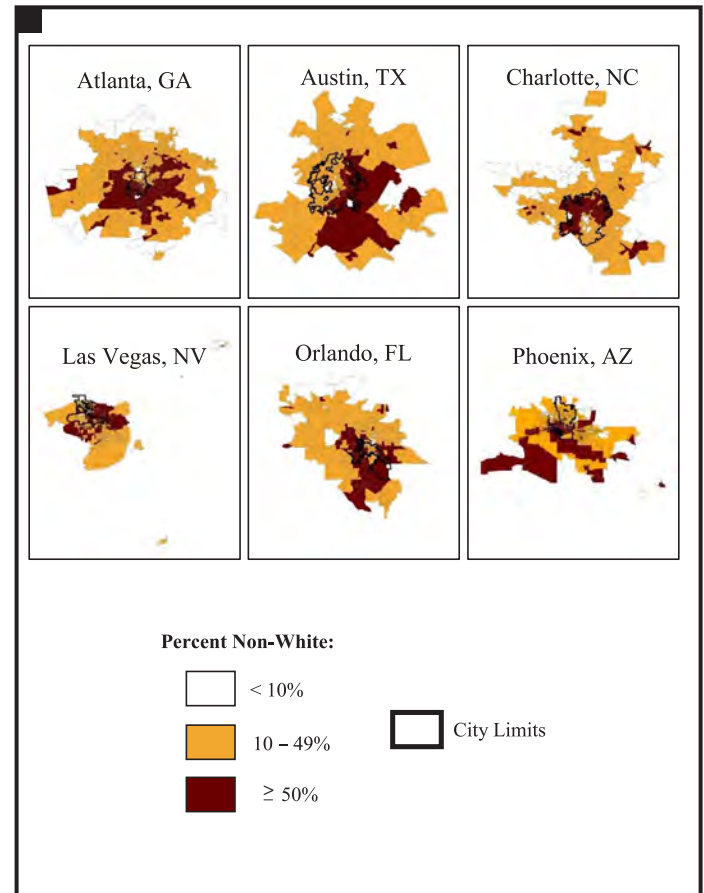 Atlanta, GA
Austin, TX
Charlotte, NC
Las Vegas, NV
Orlando, FL
Phoenix, AZ
Percent Non-White:
< 10%
10 – 49%
≥ 50%
City Limits